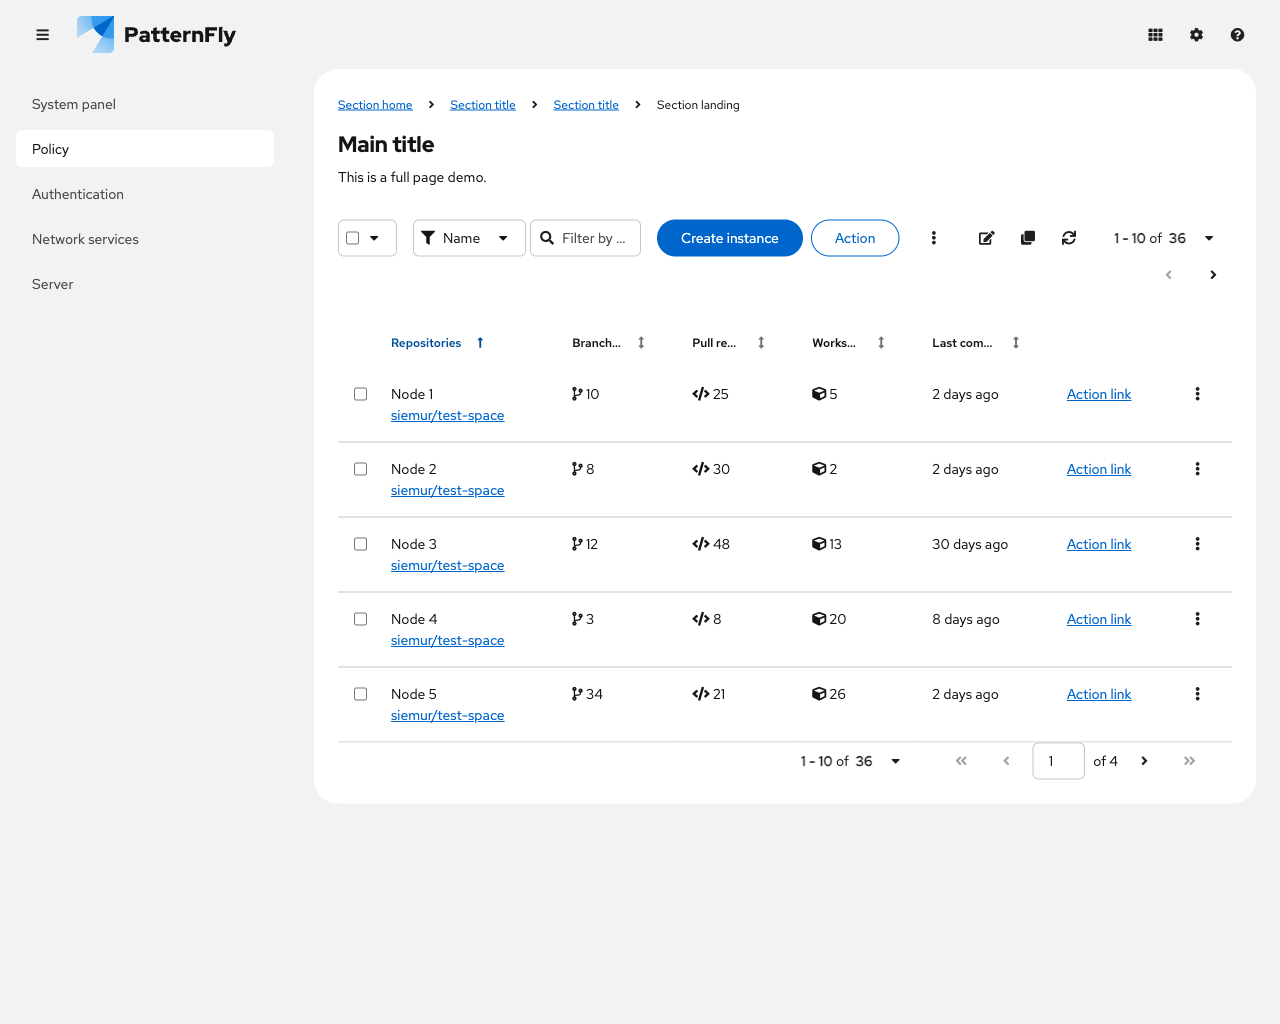 PatternFly
System panel
Policy
Authentication
Network services
Server
Section home Section title Section title Section landing
Main title
This is a full page demo.
Name Filter by ... Create instance Action 1 - 10 of 36
Repositories Branch... Pull re... Works... Last com...
Node 1 10 25 5 2 days ago Action link
siemur/test-space
Node 2 8 30 2 2 days ago Action link
siemur/test-space
Node 3 12 48 13 30 days ago Action link
siemur/test-space
Node 4 3 8 20 8 days ago Action link
siemur/test-space
Node 5 34 21 26 2 days ago Action link
siemur/test-space
1 - 10 of 36 1 of 4